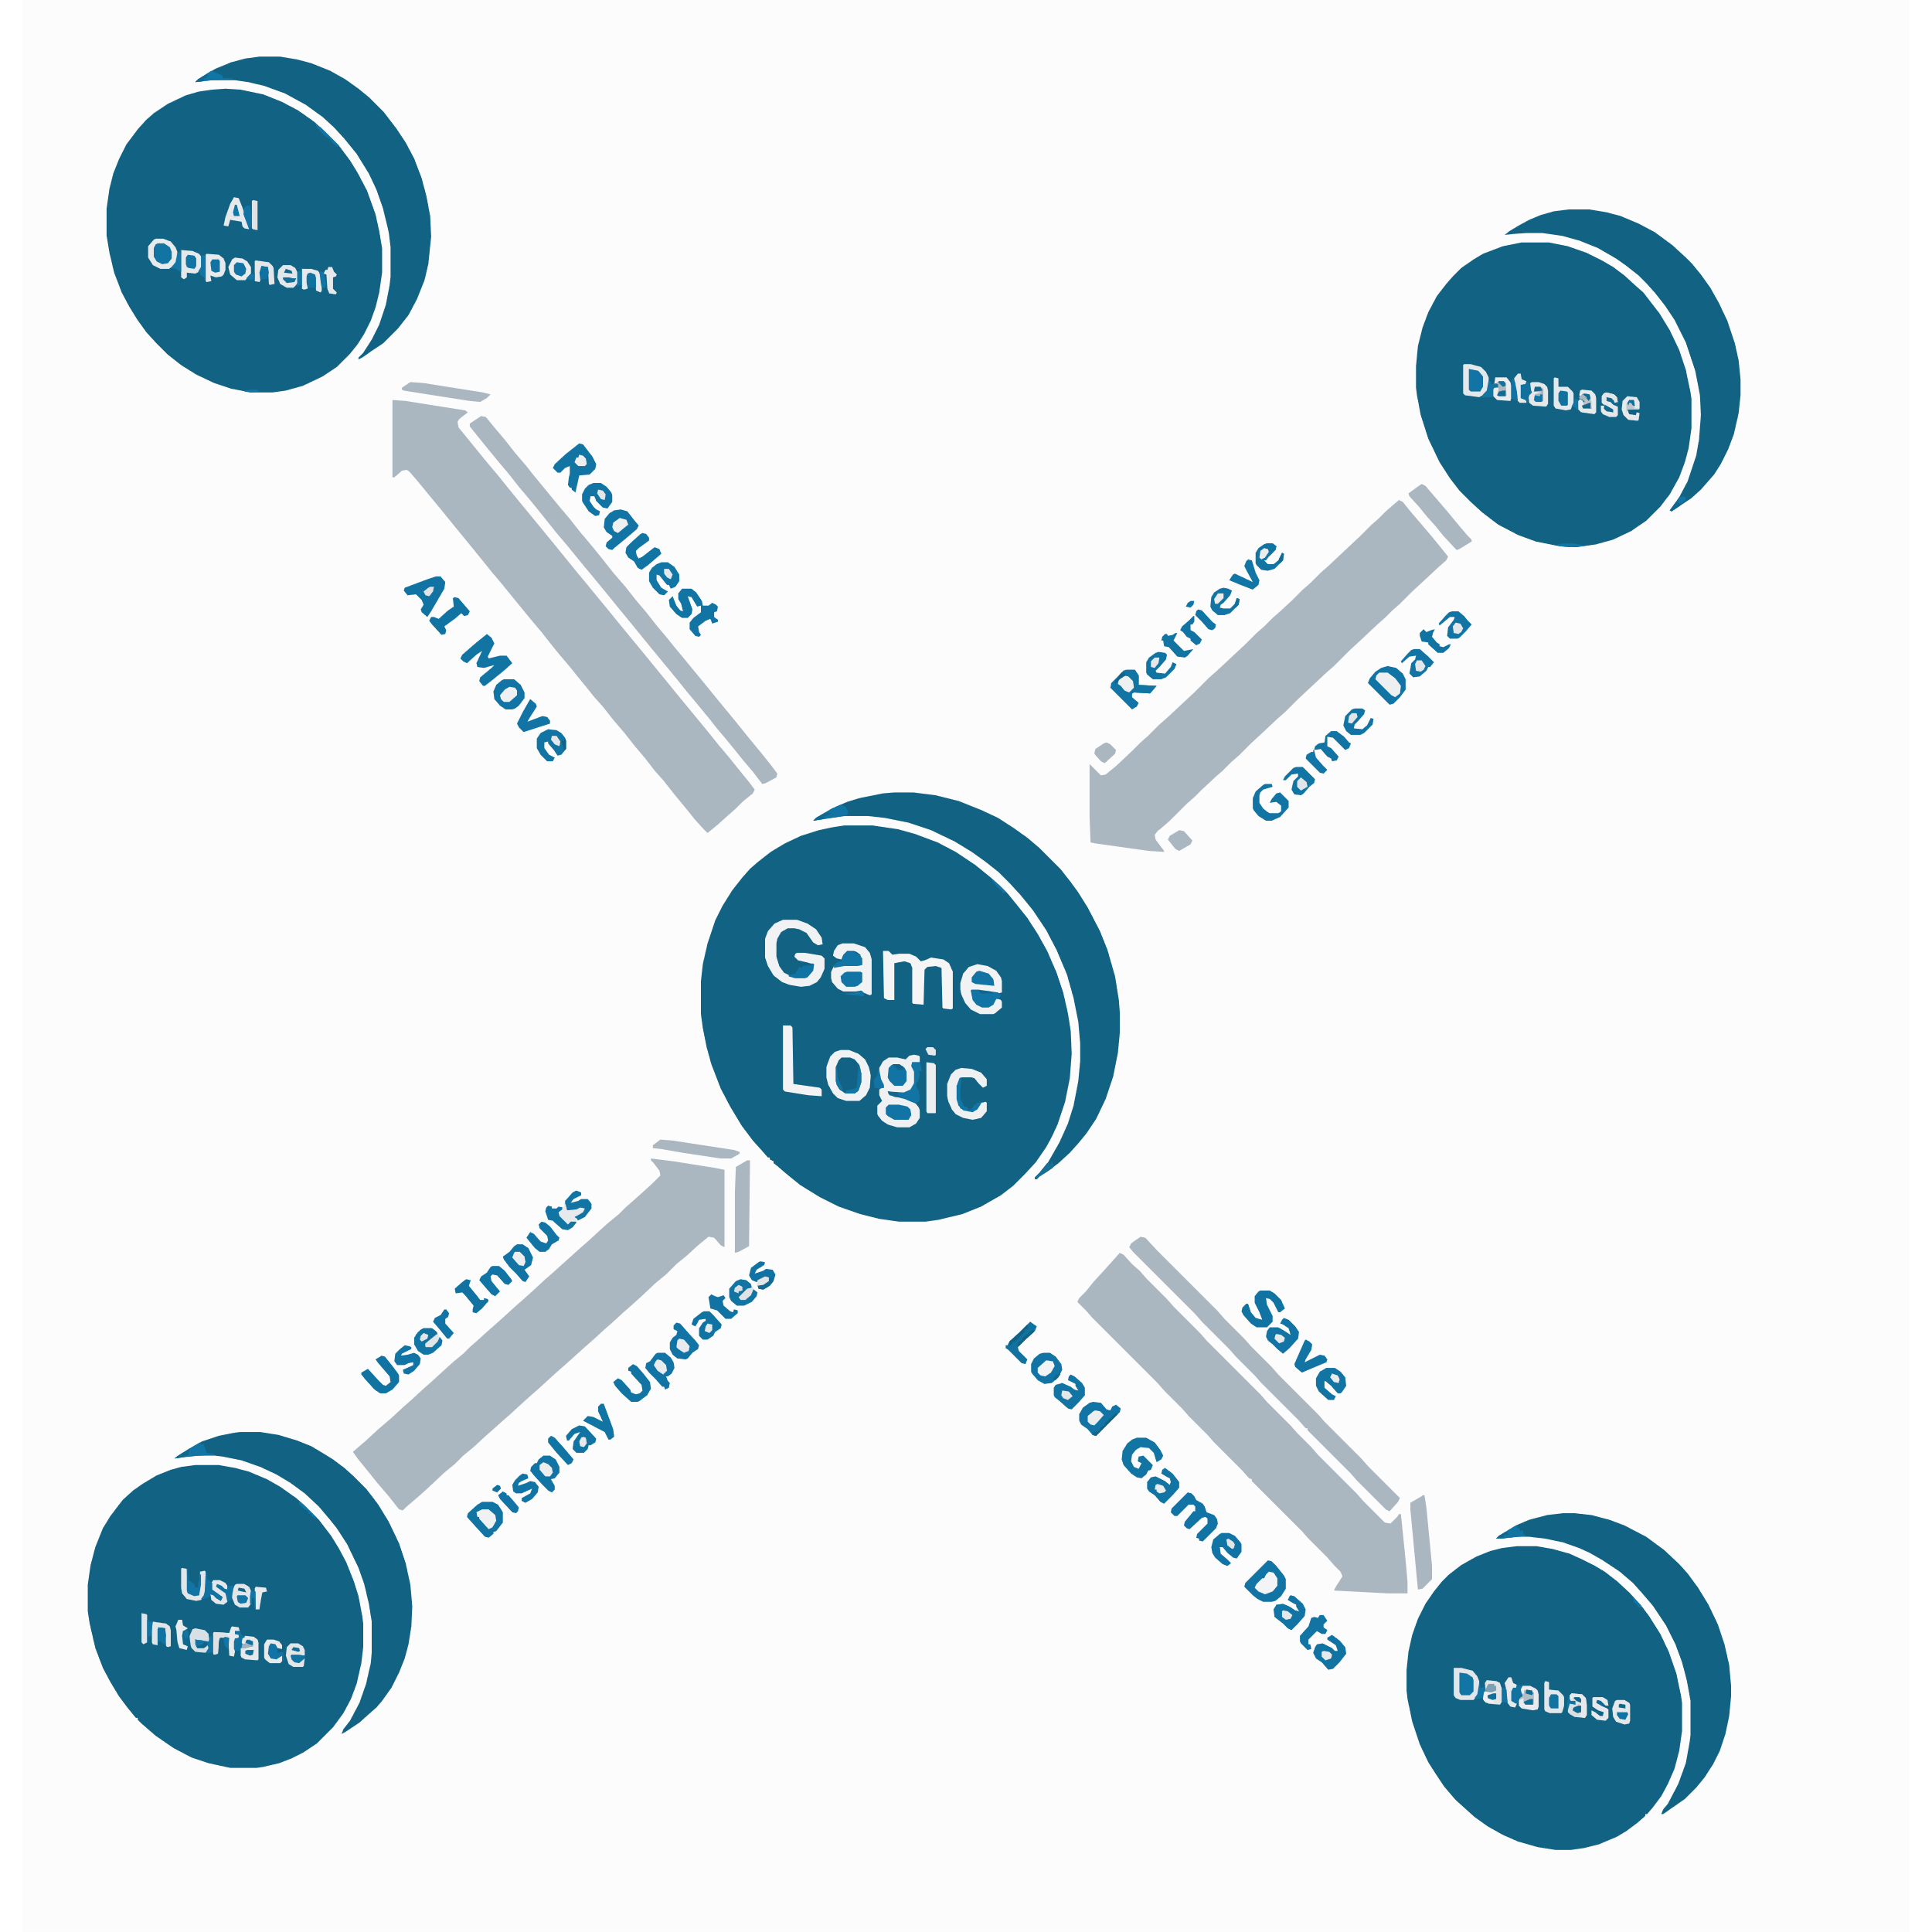 AI
Opponent
Database
Request
AI Moves
Retrieve
Game Data
Game
Logic
User Inputs
Display Updates
Save
Load Game Data
User
Interface
Database